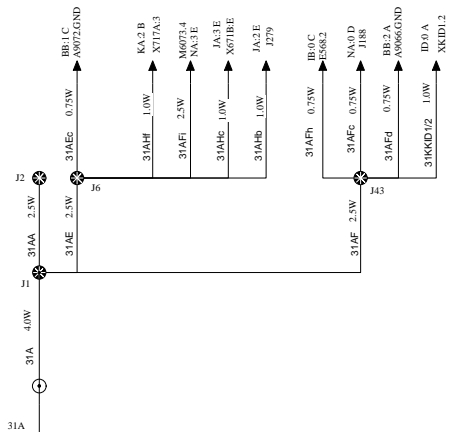 BB:1 C
A9072.GND
KA:2 B
X717A:3
M6073.4
NA:3 E
JA:3 E
X671B:E
JA:2 E
J279
IB:0 C
E568.2
NA:0 D
J188
BB:2 A
A9066.GND
ID:0 A
XKID1.2
31AEc 0.75W
31AHf 1.0W
31AFi 2.5W
31AHc 1.0W
31AHb 1.0W
31AFh 0.75W
31AFc 0.75W
31AFd 0.75W
31KKID1/2 1.0W
J2
J6
J43
31AA 2.5W
31AE 2.5W
31AF 2.5W
J1
31A 4.0W
31A